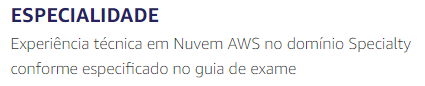 ESPECIALIDADE
Experiência técnica em Nuvem AWS no domínio Specialty
conforme especificado no guia de exame